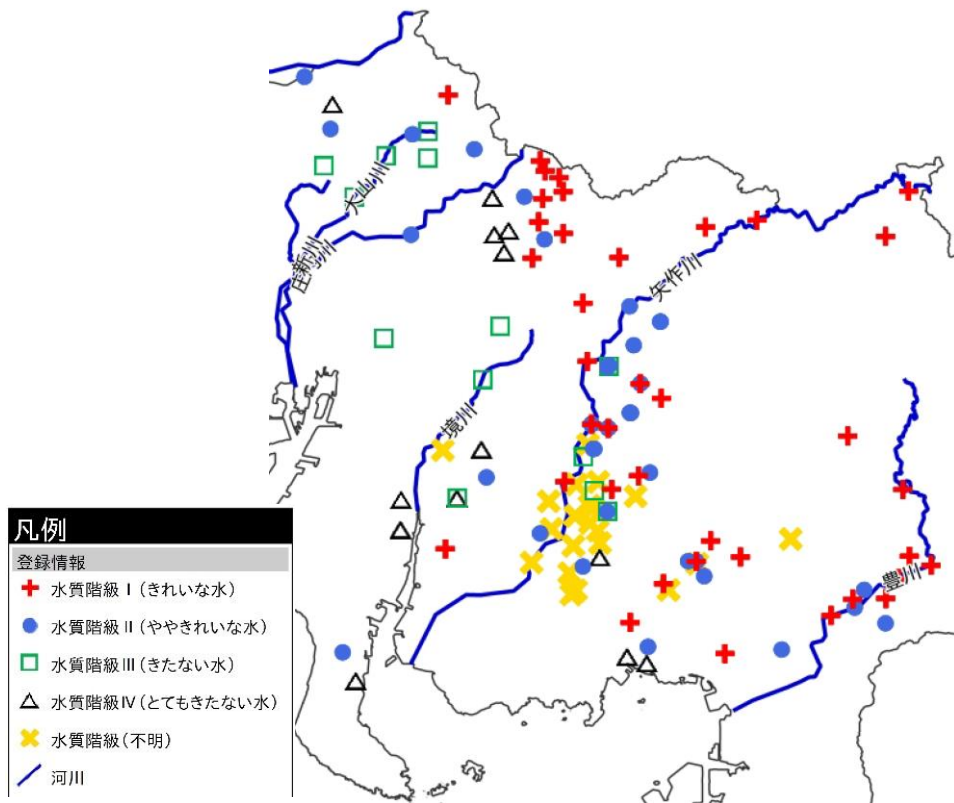 大山川
庄新川
矢作川
境川
豊川
凡例
登録情報
水質階級Ⅰ(きれいな水)
水質階級Ⅱ(ややきれいな水)
水質階級Ⅲ(きたない水)
水質階級Ⅳ(とてもきたない水)
水質階級(不明)
河川